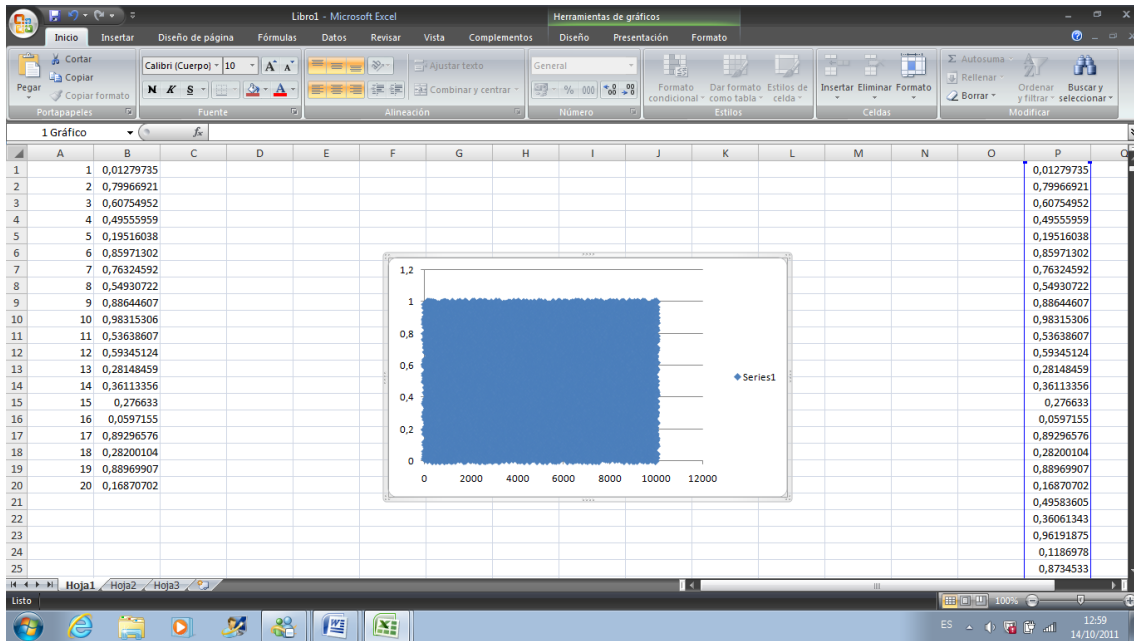 Libro1 - Microsoft Excel
Herramientas de gráficos
Inicio Insertar Diseño de página Fórmulas Datos Revisar Vista Complementos Diseño Presentación Formato
Pegar
Cortar
Copiar
Copiar formato
Portapapeles
Calibri (Cuerpo) 10
N K S
Fuente
Ajustar texto
Combinar y centrar
Alineación
General
% 000
Número
Formato condicional
Dar formato como tabla
Estilos de celda
Estilos
Insertar Eliminar Formato
Celdas
Autosuma
Rellenar
Borrar
Ordenar y filtrar
Buscar y seleccionar
Modificar
1 Gráfico
fx
A B C D E F G H I J K L M N O P Q
1 1 0,01279735 0,01279735
2 2 0,79966921 0,79966921
3 3 0,60754952 0,60754952
4 4 0,49555959 0,49555959
5 5 0,19516038 0,19516038
6 6 0,85971302 0,85971302
7 7 0,76324592 0,76324592
8 8 0,54930722 0,54930722
9 9 0,88644607 0,88644607
10 10 0,98315306 0,98315306
11 11 0,53638607 0,53638607
12 12 0,59345124 0,59345124
13 13 0,28148459 0,28148459
14 14 0,36113356 0,36113356
15 15 0,276633 0,276633
16 16 0,0597155 0,0597155
17 17 0,89296576 0,89296576
18 18 0,28200104 0,28200104
19 19 0,88969907 0,88969907
20 20 0,16870702 0,16870702
21 0,49583605
22 0,36061343
23 0,96191875
24 0,1186978
25 0,8734533
1,2
1
0,8
0,6
0,4
0,2
0
0 2000 4000 6000 8000 10000 12000
Series1
Hoja1 Hoja2 Hoja3
Listo
100%
ES
12:59
14/10/2011